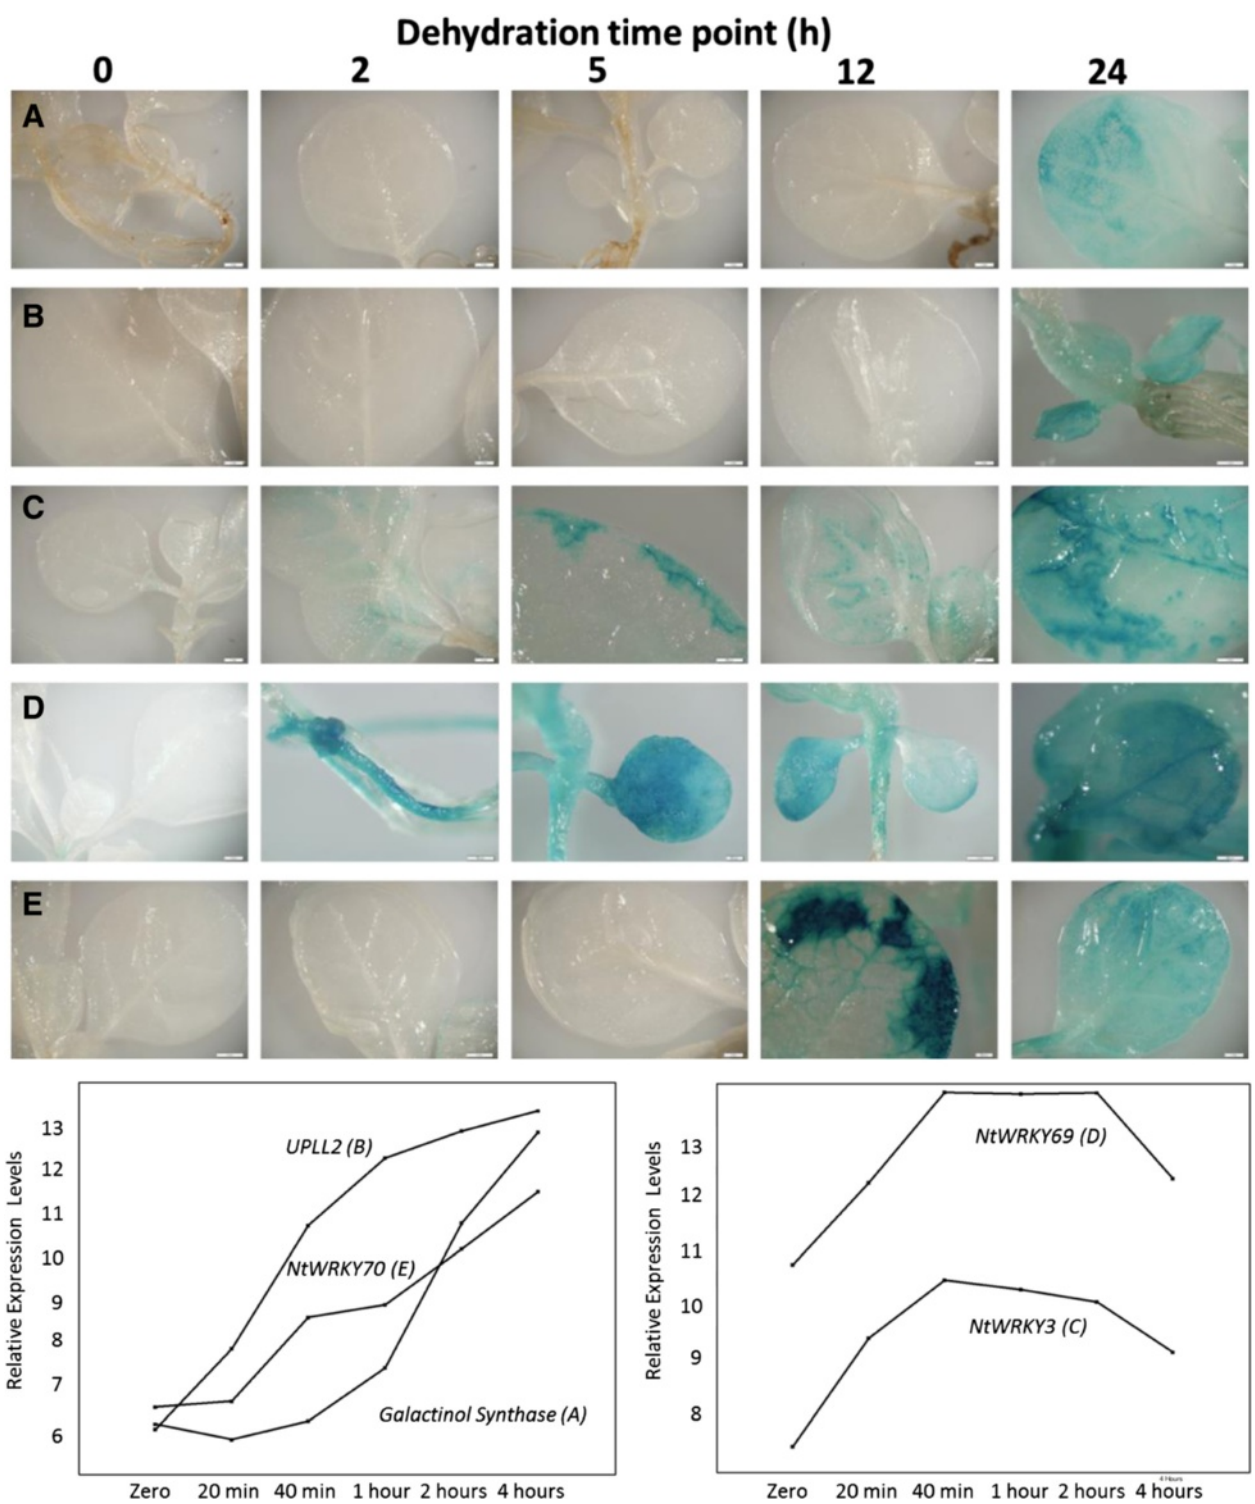 Dehydration time point (h)
0 2 5 12 24
A
B
C
D
E
Relative Expression Levels
13
12
11
10
9
8
7
6
UPLL2 (B)
NtWRKY70 (E)
Galactinol Synthase (A)
Zero 20 min 40 min 1 hour 2 hours 4 hours
Relative Expression Levels
13
12
11
10
9
8
NtWRKY69 (D)
NtWRKY3 (C)
4 Hours
Zero 20 min 40 min 1 hour 2 hours 4 hours